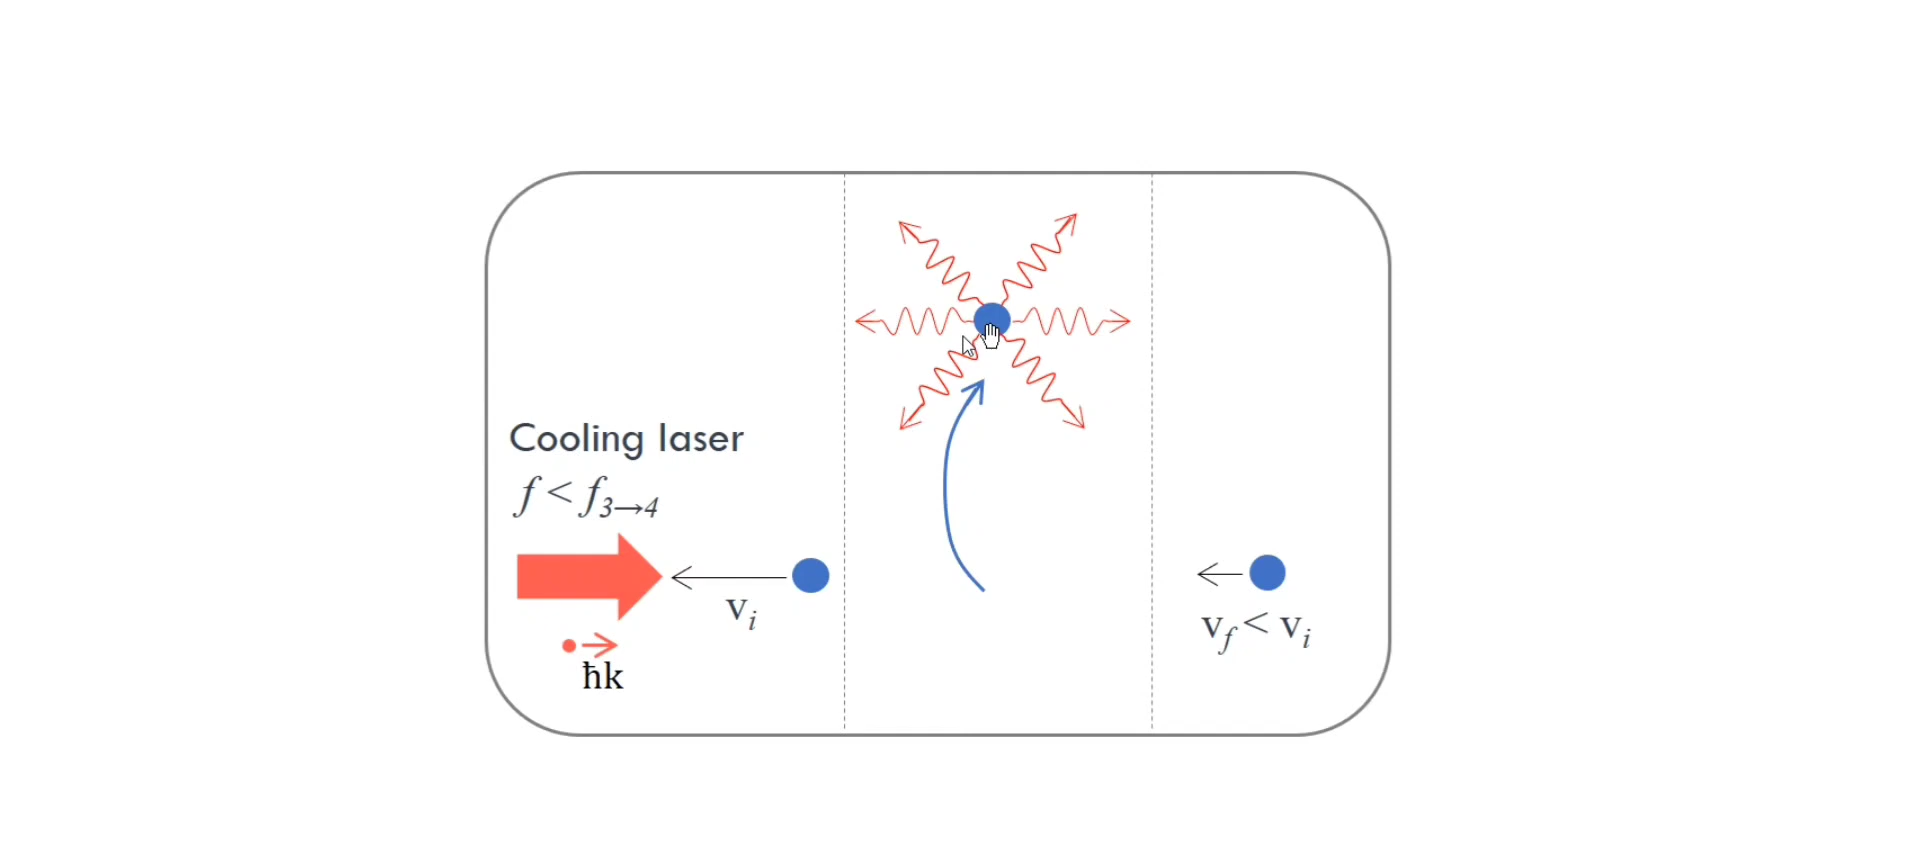 Cooling laser
f < f3→4
vi
ħk
vf < vi